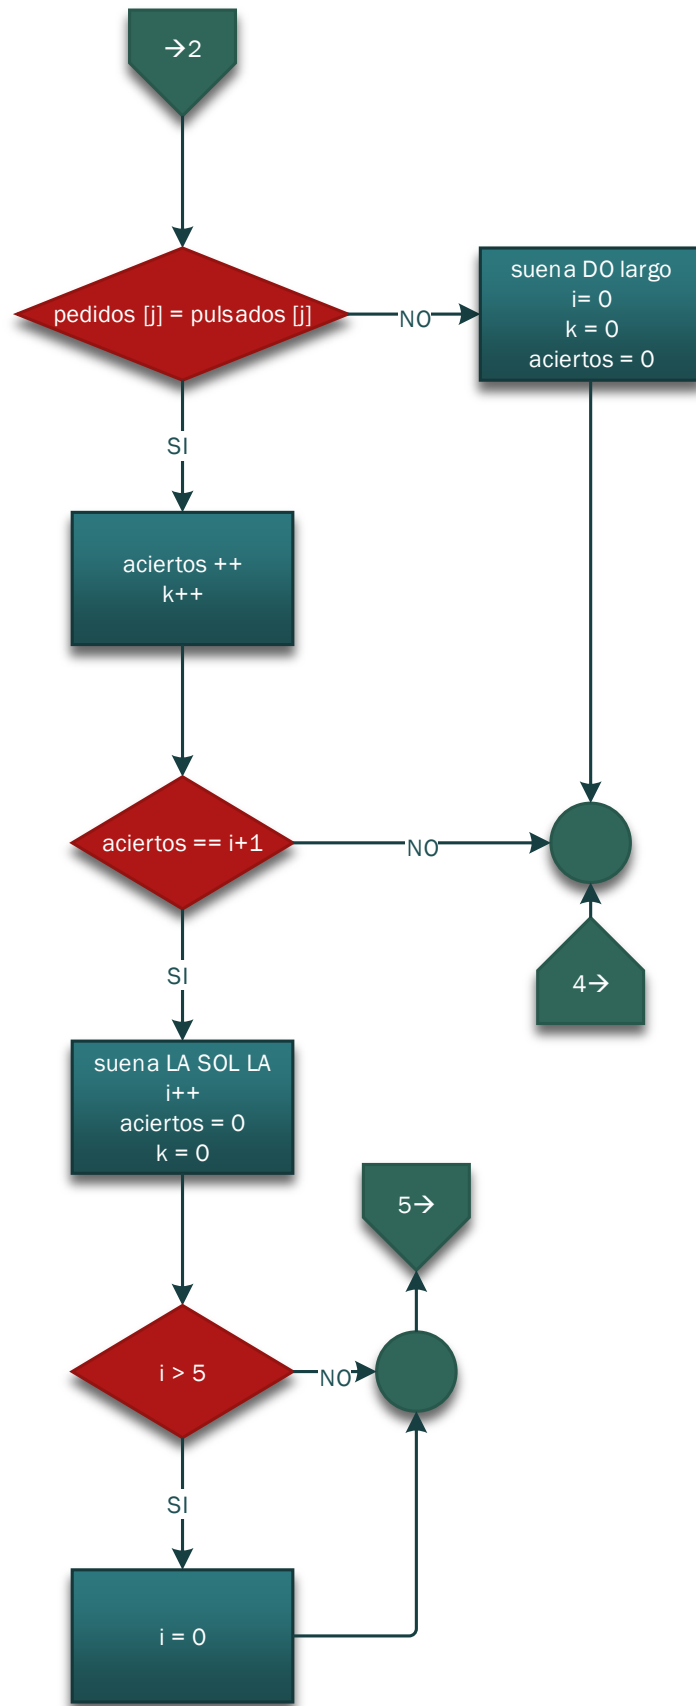 →2
pedidos [j] = pulsados [j]
NO
suena DO largo
i= 0
k = 0
aciertos = 0
SI
aciertos ++
k++
aciertos == i+1
NO
4→
SI
suena LA SOL LA
i++
aciertos = 0
k = 0
5→
i > 5
NO
SI
i = 0